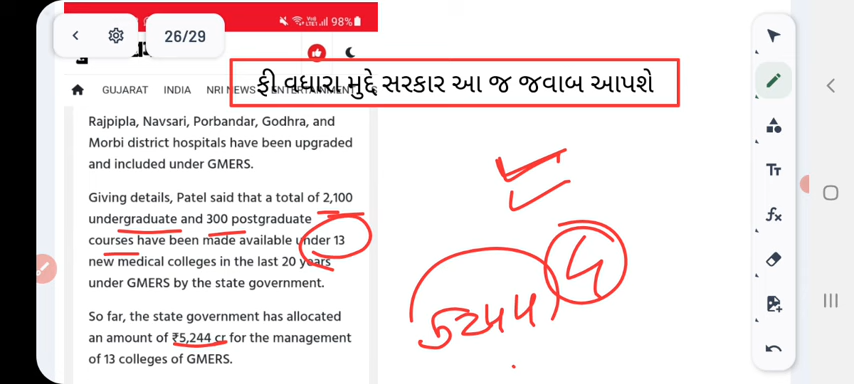 98%
26/29
GUJARAT INDIA NRI NEWS ENTERTAINMENT
ફી વધારા મુદ્દે સરકાર આ જ જવાબ આપશે
Rajpipla, Navsari, Porbandar, Godhra, and
Morbi district hospitals have been upgraded
and included under GMERS.
Giving details, Patel said that a total of 2,100
undergraduate and 300 postgraduate
courses have been made available under 13
new medical colleges in the last 20 years
under GMERS by the state government.
So far, the state government has allocated
an amount of ₹5,244 cr for the management
of 13 colleges of GMERS.
5244
Tт
fx